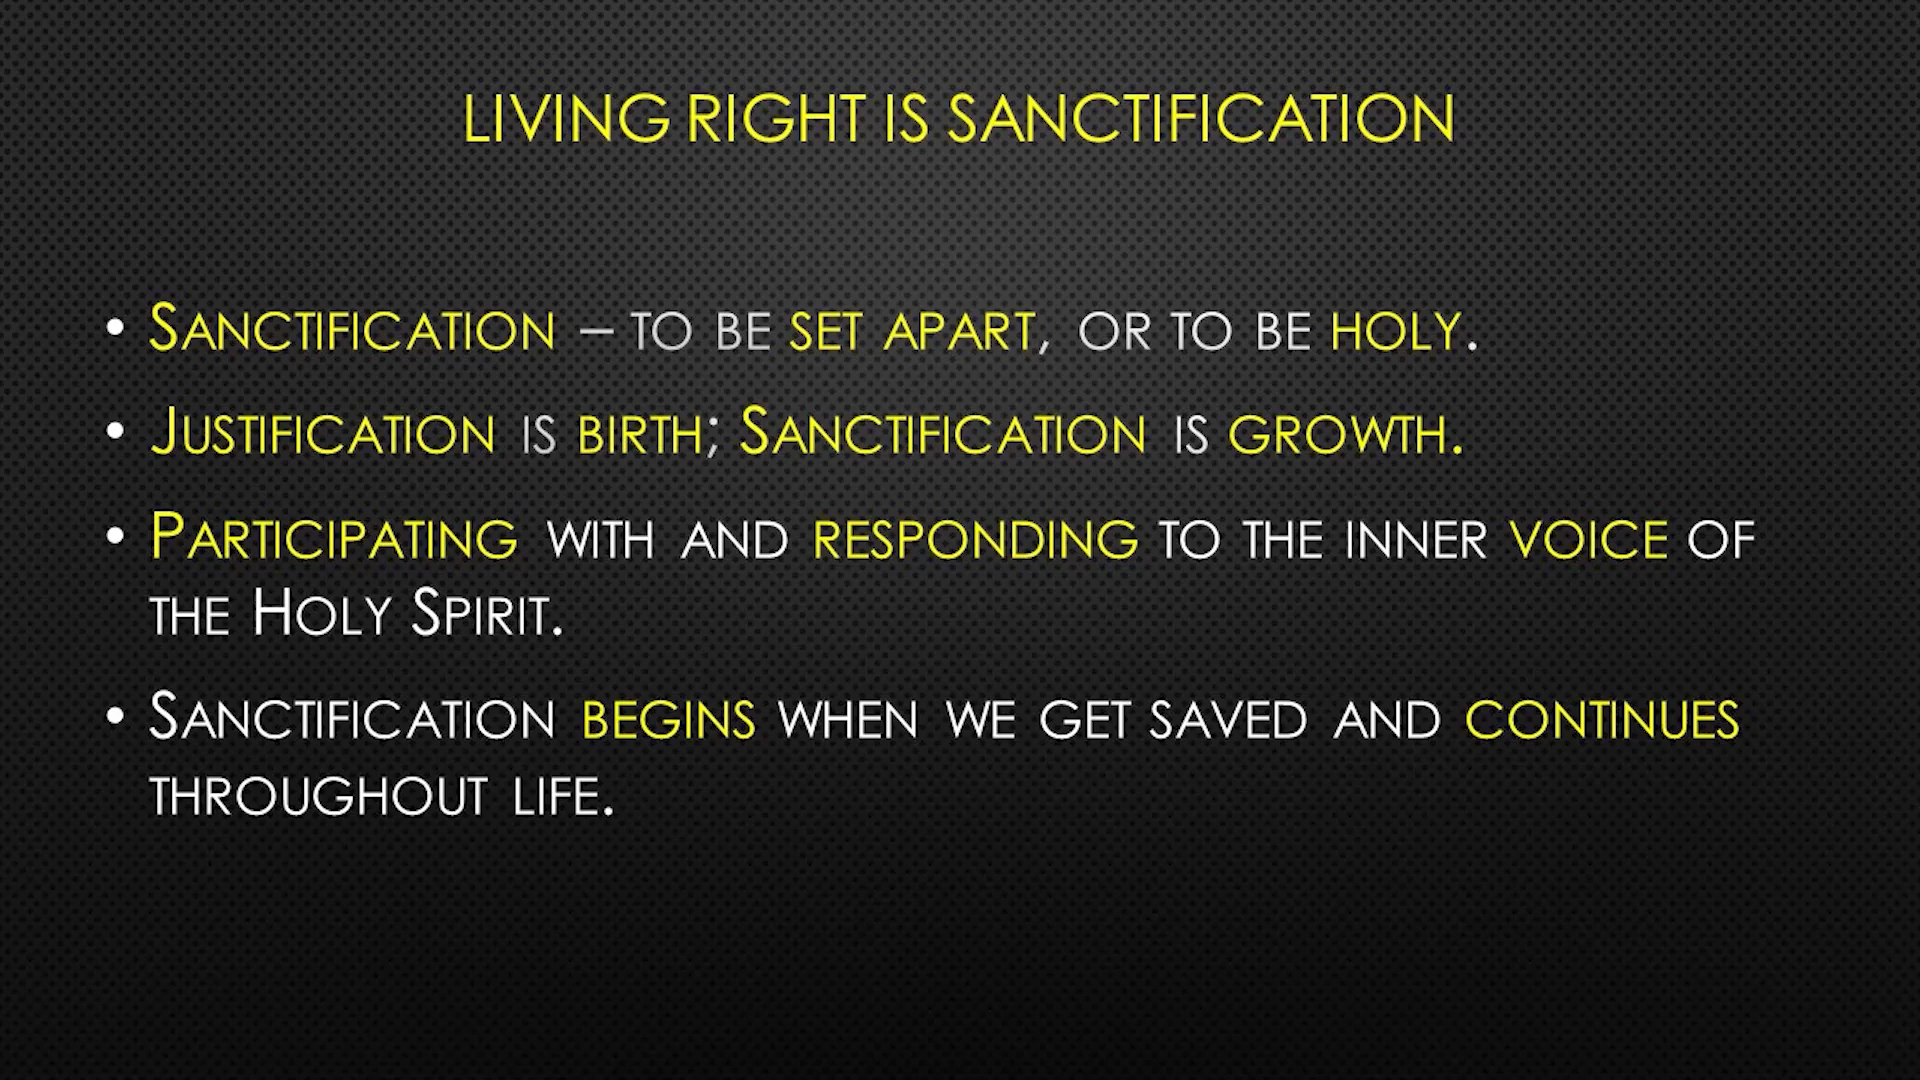 LIVING RIGHT IS SANCTIFICATION
• SANCTIFICATION – TO BE SET APART, OR TO BE HOLY.
• JUSTIFICATION IS BIRTH; SANCTIFICATION IS GROWTH.
• PARTICIPATING WITH AND RESPONDING TO THE INNER VOICE OF
THE HOLY SPIRIT.
• SANCTIFICATION BEGINS WHEN WE GET SAVED AND CONTINUES
THROUGHOUT LIFE.